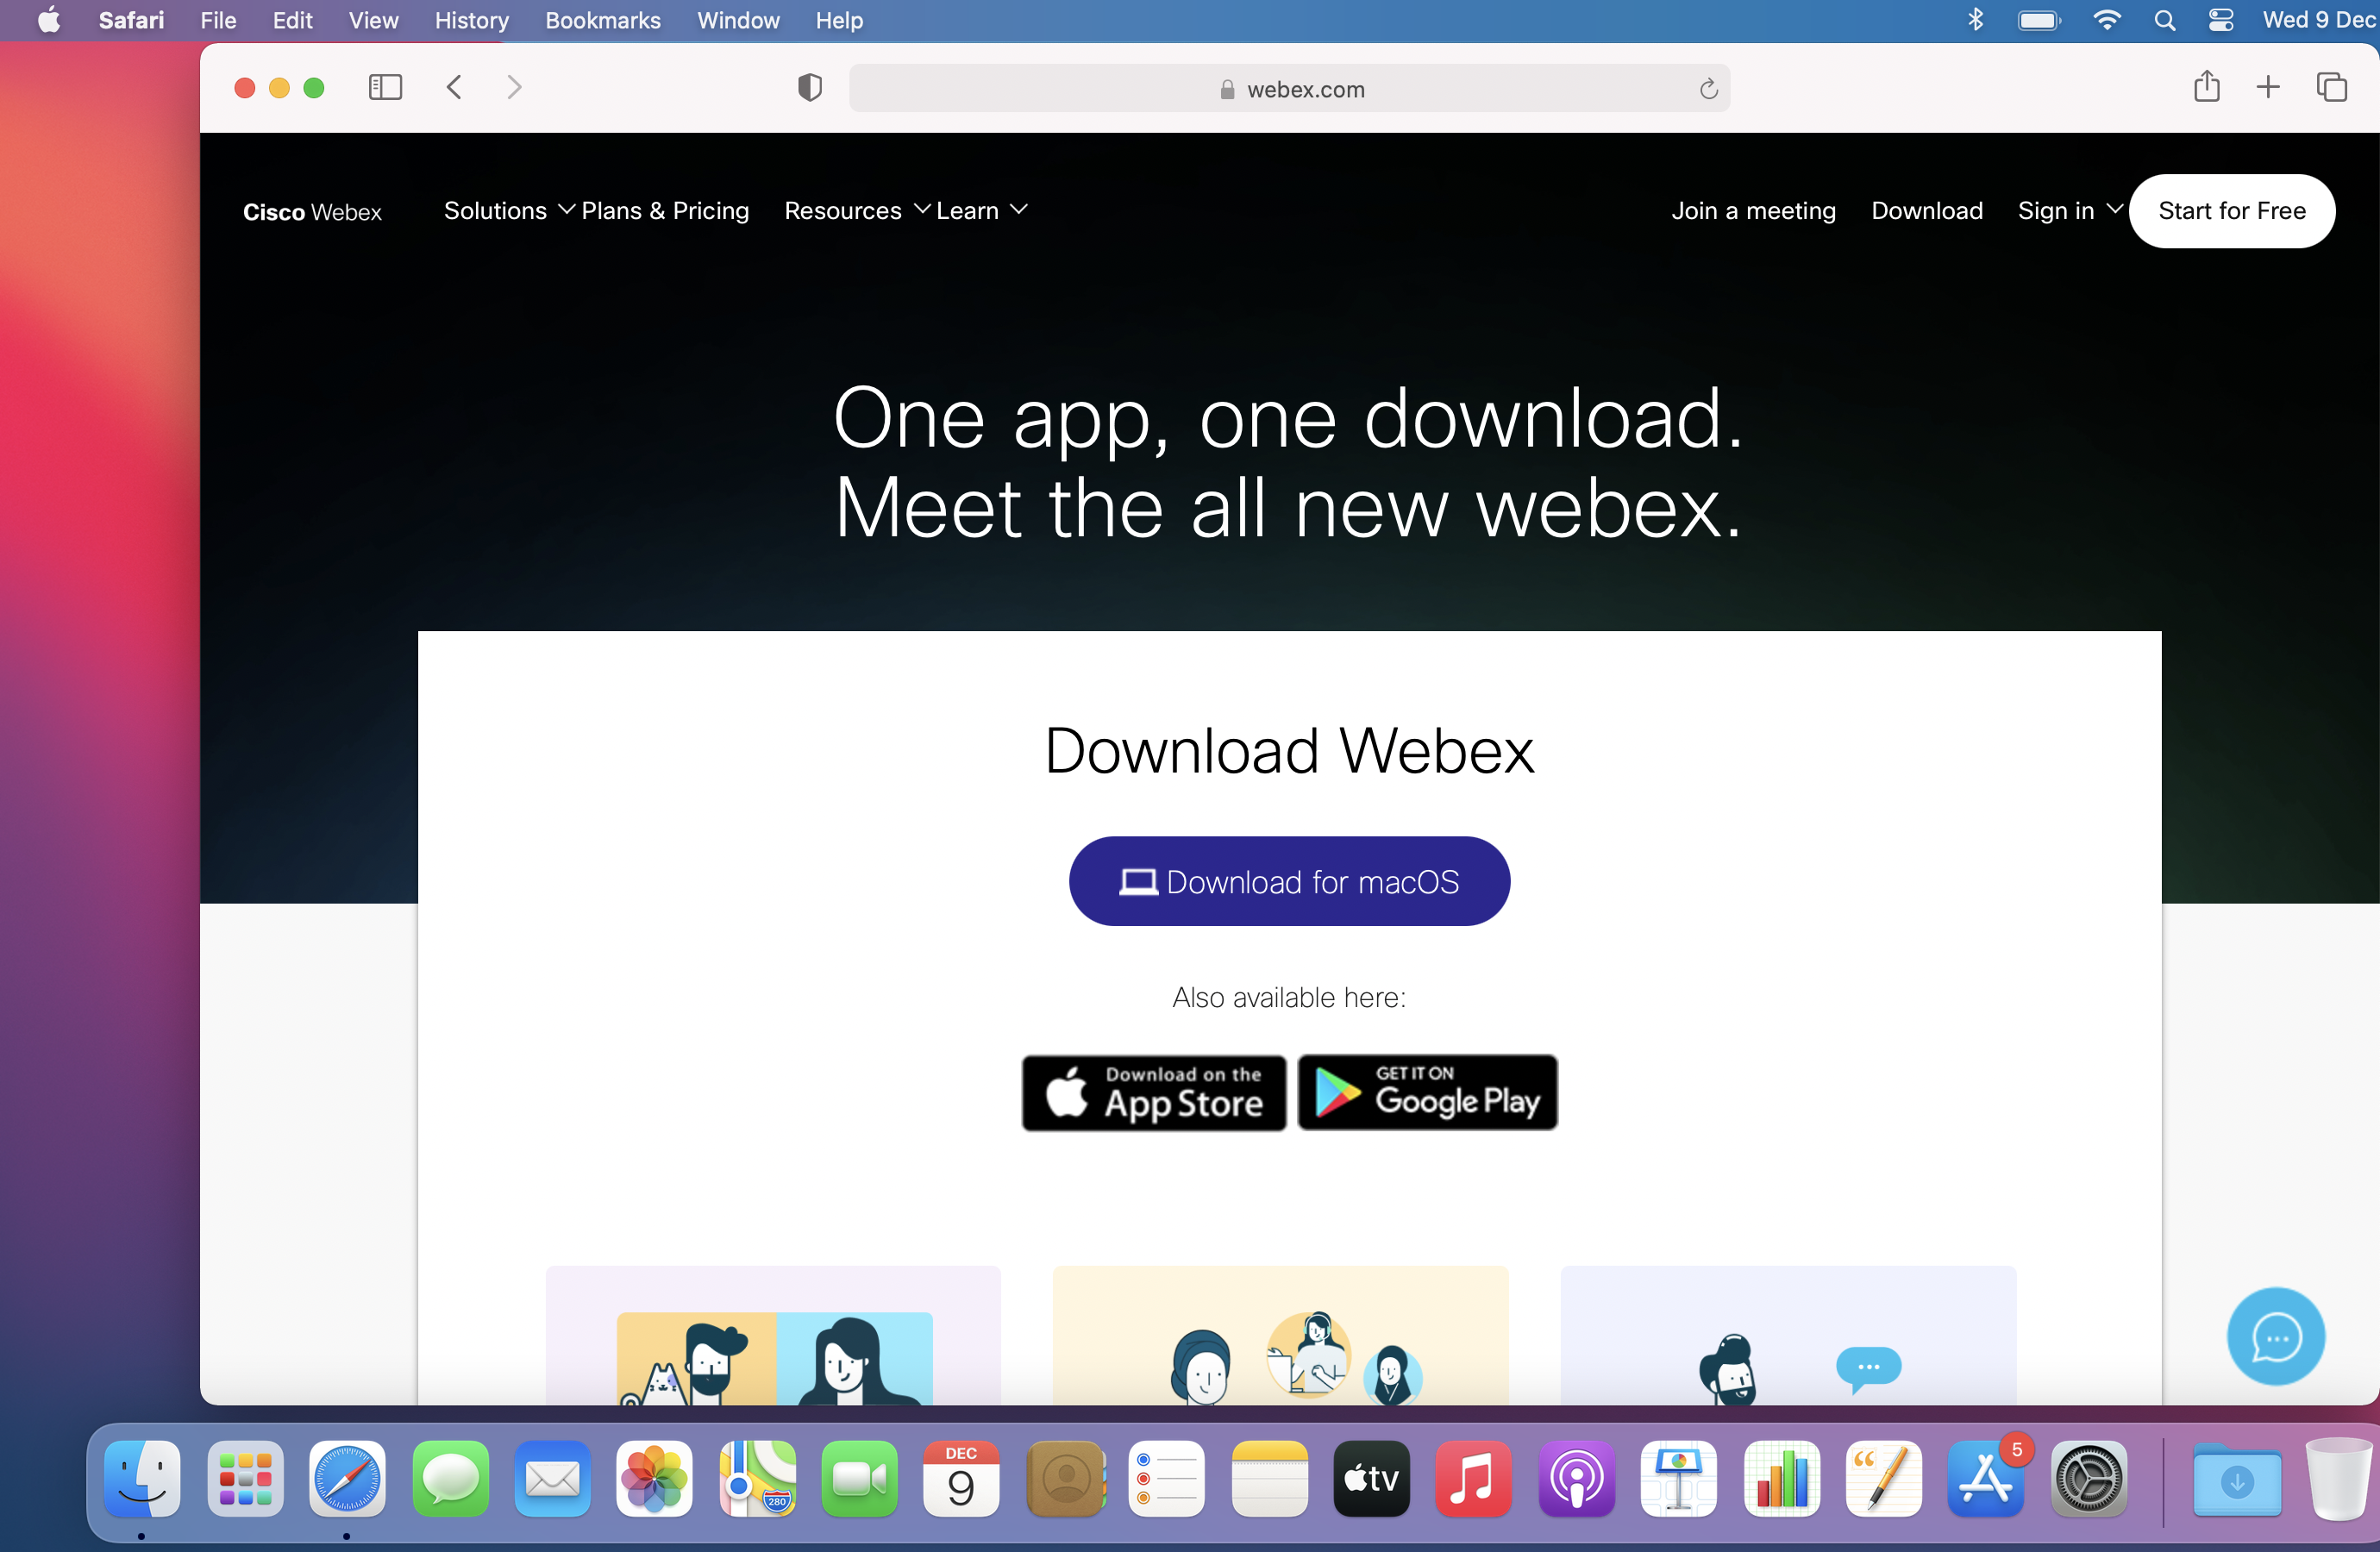 Safari File Edit View History Bookmarks Window Help Wed 9 Dec
webex.com
Cisco Webex Solutions Plans & Pricing Resources Learn Join a meeting Download Sign in Start for Free
One app, one download.
Meet the all new webex.
Download Webex
Download for macOS
Also available here:
Download on the
App Store
GET IT ON
Google Play
280
DEC
9
tv
5